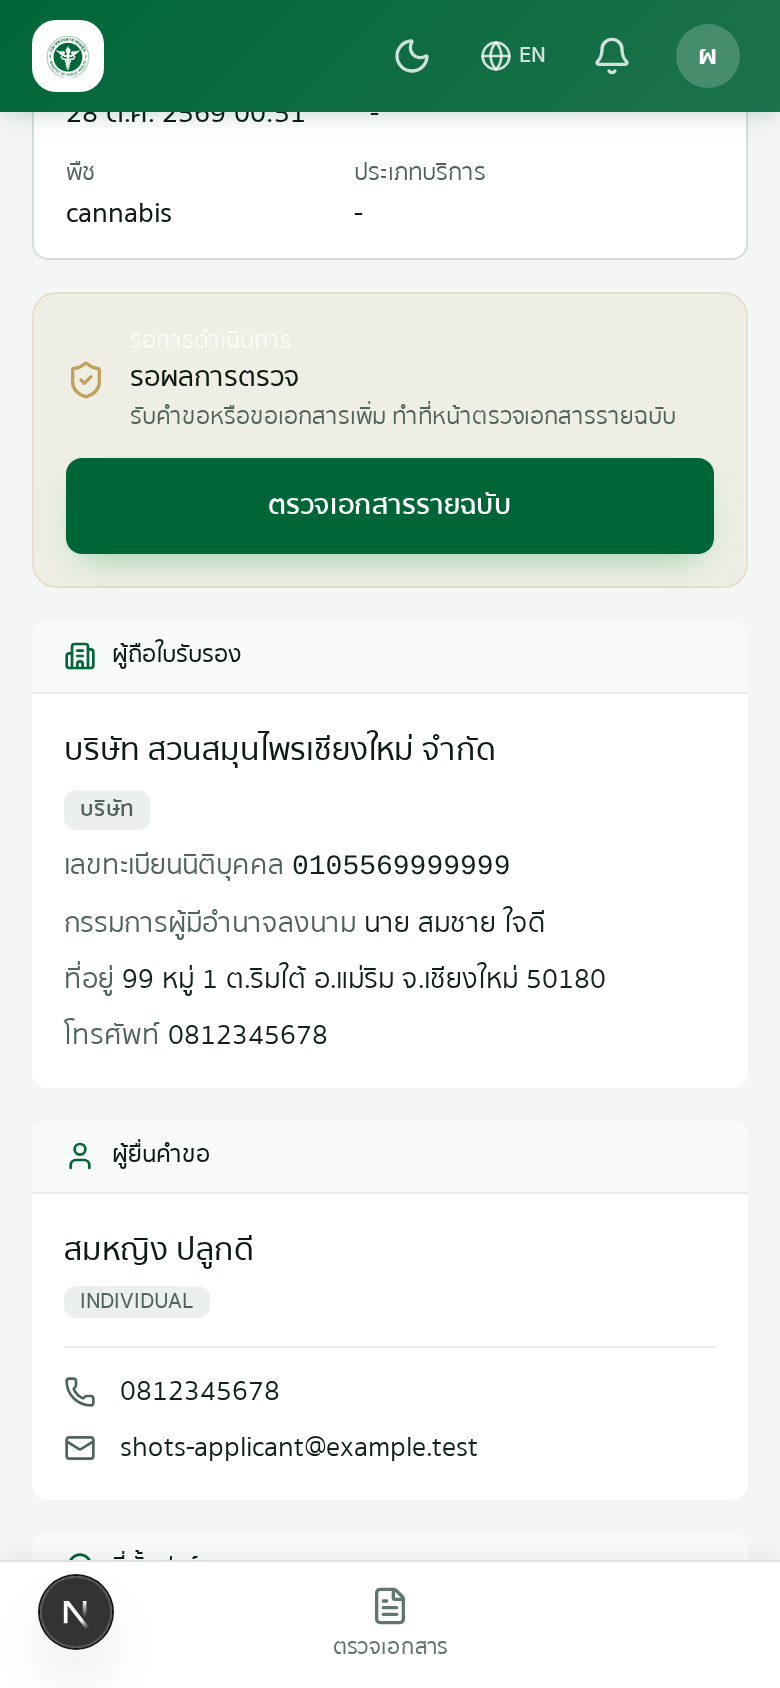 EN
ผ
28 ต.ค. 2569 00:51 -
พืช ประเภทบริการ
cannabis -
รอการดำเนินการ
รอผลการตรวจ
รับคำขอหรือขอเอกสารเพิ่ม ทำที่หน้าตรวจเอกสารรายฉบับ
ตรวจเอกสารรายฉบับ
ผู้ถือใบรับรอง
บริษัท สวนสมุนไพรเชียงใหม่ จำกัด
บริษัท
เลขทะเบียนนิติบุคคล 0105569999999
กรรมการผู้มีอำนาจลงนาม นาย สมชาย ใจดี
ที่อยู่ 99 หมู่ 1 ต.ริมใต้ อ.แม่ริม จ.เชียงใหม่ 50180
โทรศัพท์ 0812345678
ผู้ยื่นคำขอ
สมหญิง ปลูกดี
INDIVIDUAL
0812345678
shots-applicant@example.test
N
ตรวจเอกสาร